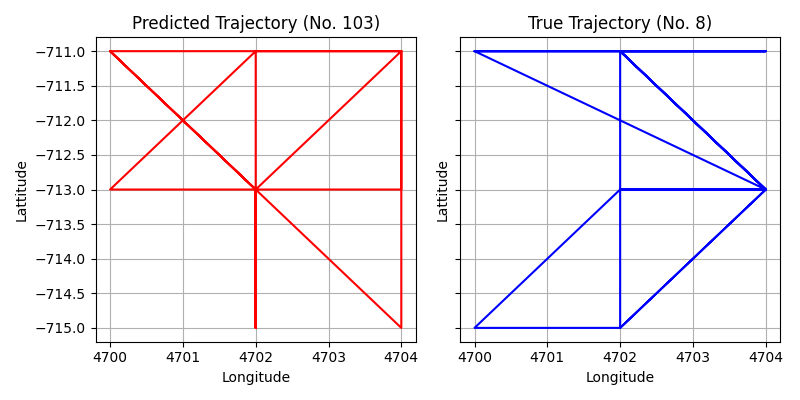 Predicted Trajectory (No. 103)
True Trajectory (No. 8)
−711.0
−711.5
−712.0
−712.5
−713.0
−713.5
−714.0
−714.5
−715.0
Lattitude
Lattitude
4700 4701 4702 4703 4704
4700 4701 4702 4703 4704
Longitude
Longitude